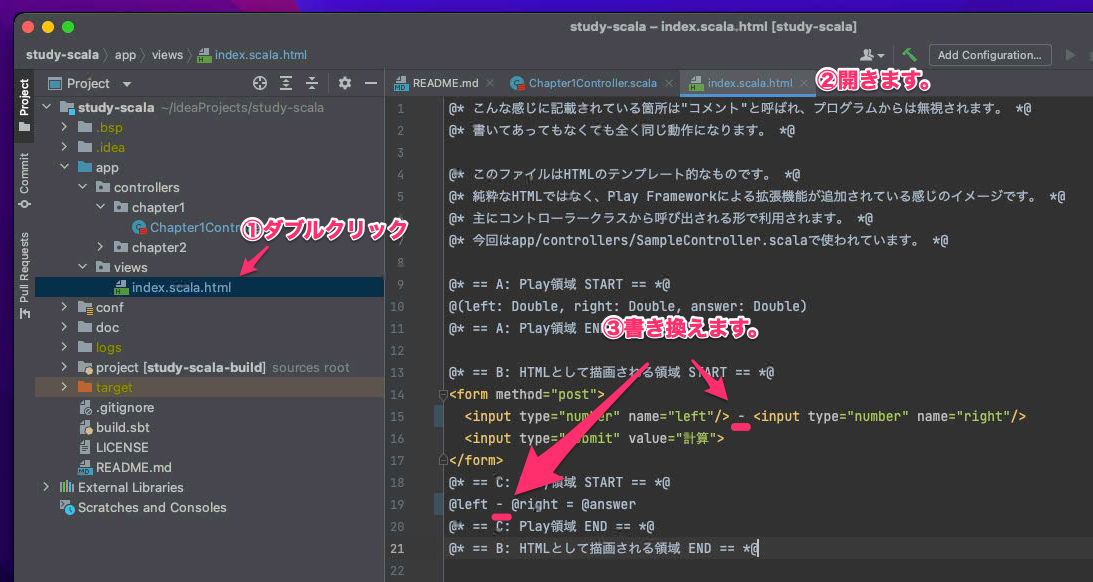 study-scala – index.scala.html [study-scala]
study-scala app views index.scala.html
Add Configuration...
Project
Project
Commit
Pull Requests
study-scala ~/IdeaProjects/study-scala
.bsp
.idea
app
controllers
chapter1
Chapter1Contr
①ダブルクリック
chapter2
views
index.scala.html
conf
doc
logs
project [study-scala-build] sources root
target
.gitignore
build.sbt
LICENSE
README.md
External Libraries
Scratches and Consoles
README.md Chapter1Controller.scala index.scala.html
②開きます。
1 @* こんな感じに記載されている箇所は"コメント"と呼ばれ、プログラムからは無視されます。 *@
2 @* 書いてあってもなくても全く同じ動作になります。 *@
3
4 @* このファイルはHTMLのテンプレート的なものです。 *@
5 @* 純粋なHTMLではなく、Play Frameworkによる拡張機能が追加されている感じのイメージです。 *@
6 @* 主にコントローラークラスから呼び出される形で利用されます。 *@
7 @* 今回はapp/controllers/SampleController.scalaで使われています。 *@
8
9 @* == A: Play領域 START == *@
10 @(left: Double, right: Double, answer: Double)
11 @* == A: Play領域 END
③書き換えます。
12
13 @* == B: HTMLとして描画される領域 START == *@
14 <form method="post">
15 <input type="number" name="left"/> - <input type="number" name="right"/>
16 <input type="submit" value="計算">
17 </form>
18 @* == C: Play領域 START == *@
19 @left - @right = @answer
20 @* == C: Play領域 END == *@
21 @* == B: HTMLとして描画される領域 END == *@
22